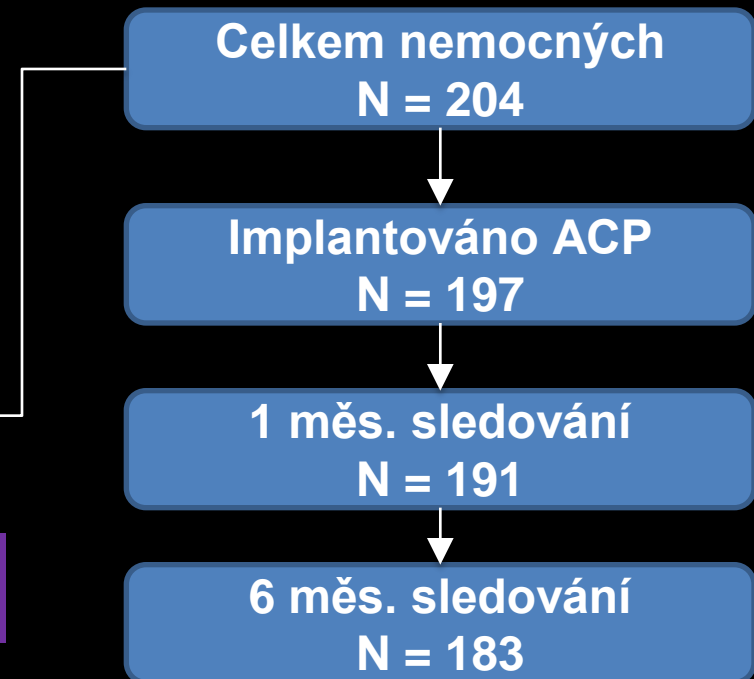 Celkem nemocných
N = 204
Implantováno ACP
N = 197
1 měs. sledování
N = 191
6 měs. sledování
N = 183